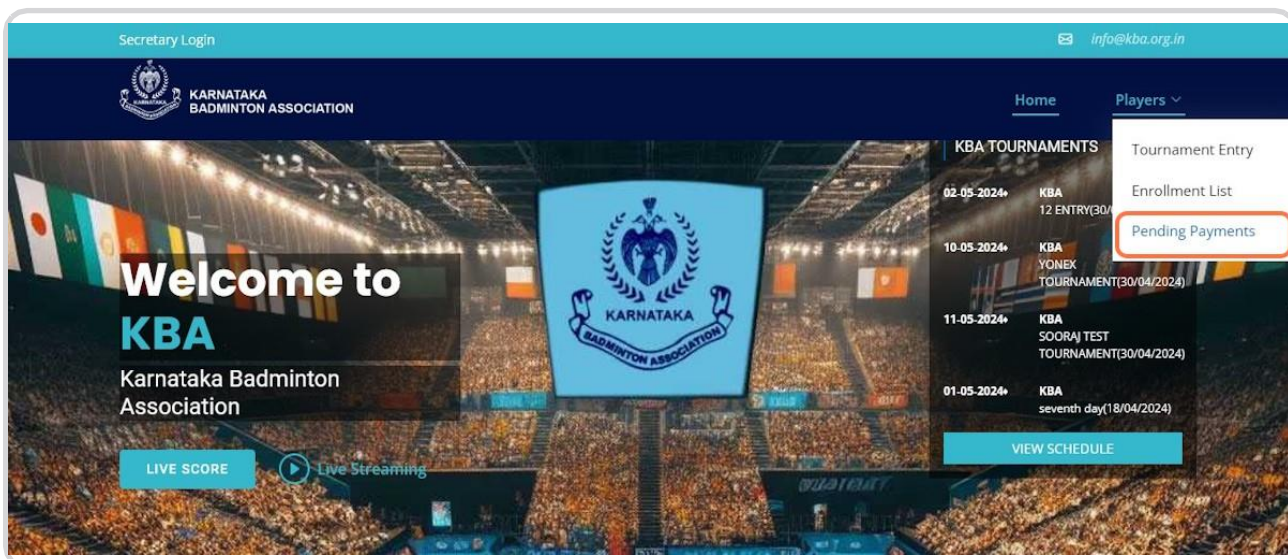 Secretary Login
info@kba.org.in
KARNATAKA
BADMINTON ASSOCIATION
Home
Players
Tournament Entry
Enrollment List
Pending Payments
KBA TOURNAMENTS
02-05-2024
KBA
12 ENTRY(30/
10-05-2024
KBA
YONEX
TOURNAMENT(30/04/2024)
11-05-2024
KBA
SOORAJ TEST
TOURNAMENT(30/04/2024)
01-05-2024
KBA
seventh day(18/04/2024)
VIEW SCHEDULE
Welcome to
KBA
Karnataka Badminton
Association
LIVE SCORE
Live Streaming
KARNATAKA
BADMINTON ASSOCIATION